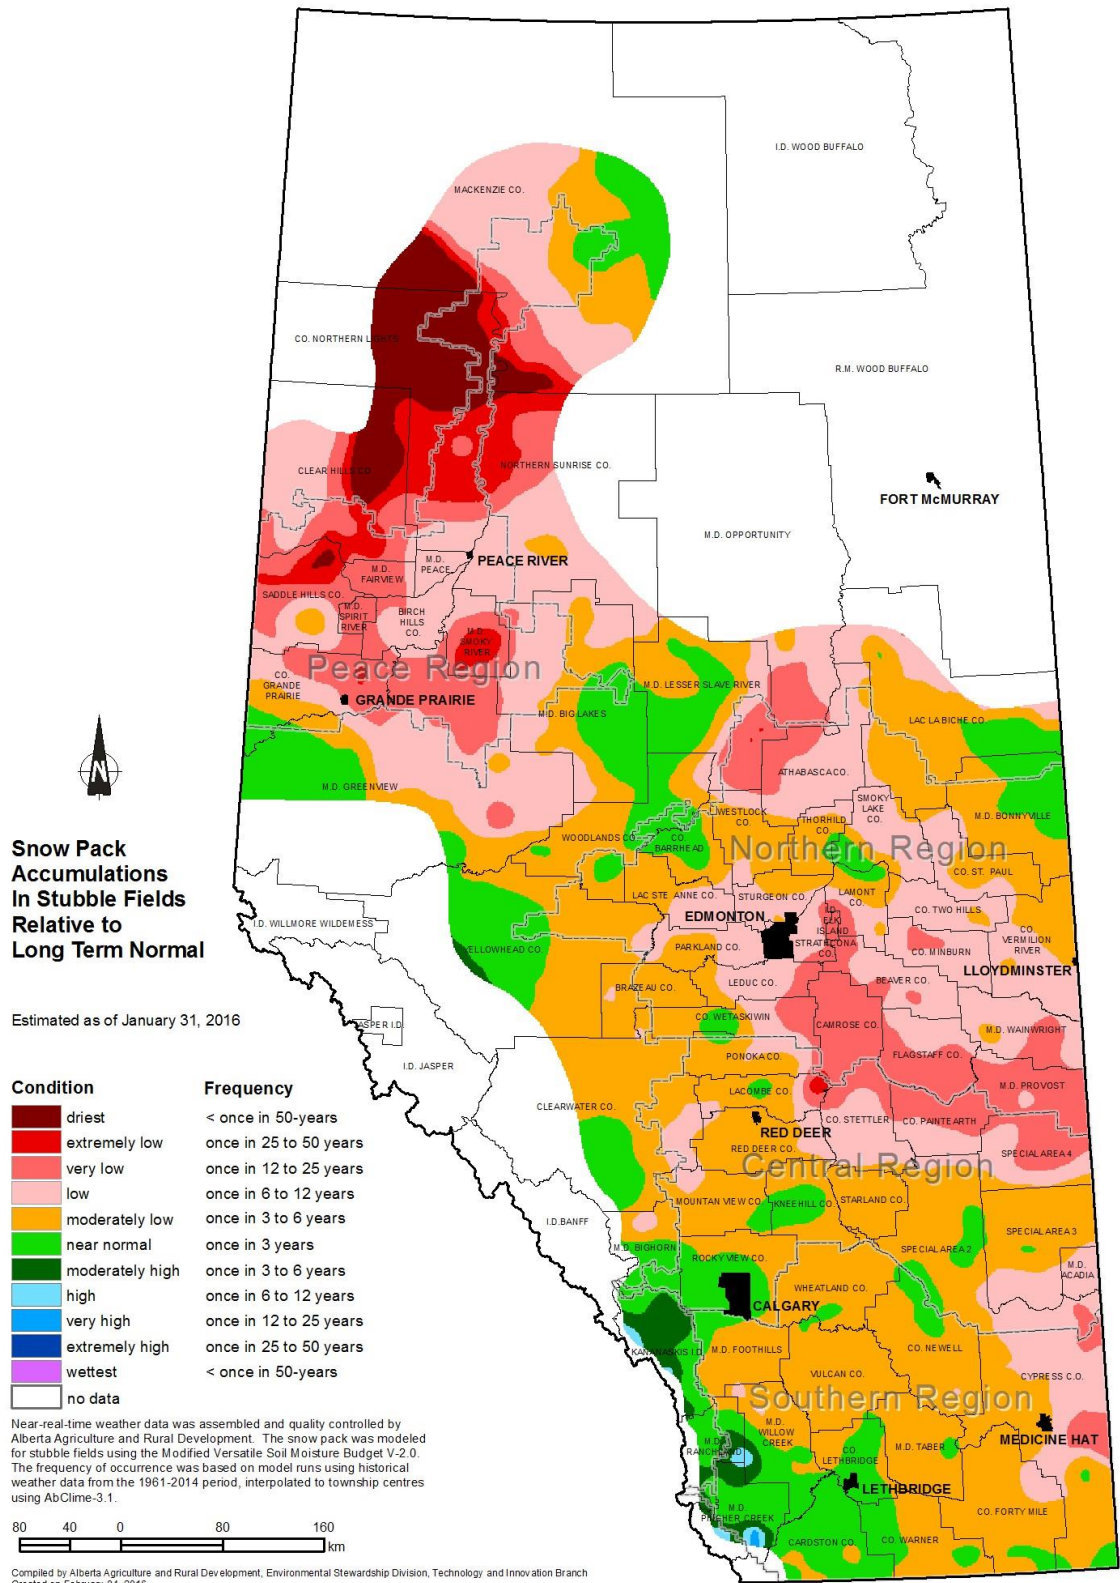 I.D. WOOD BUFFALO
MACKENZIE CO.
CO. NORTHERN LIGHTS
R.M. WOOD BUFFALO
CLEAR HILLS CO.
NORTHERN SUNRISE CO.
FORT McMURRAY
M.D. OPPORTUNITY
PEACE RIVER
M.D.
PEACE
M.D.
FAIRVIEW
SADDLE HILLS CO.
M.D.
SPIRIT
RIVER
BIRCH
HILLS
CO.
M.D.
SMOKY
RIVER
Peace Region
CO.
GRANDE
PRAIRIE
GRANDE PRAIRIE
M.D. LESSER SLAVE RIVER
M.D. BIG LAKES
LAC LA BICHE CO.
N
M.D. GREENVIEW
ATHABASCA CO.
SMOKY
LAKE
CO.
WESTLOCK
CO.
THORHILD
CO.
M.D. BONNYVILLE
WOODLANDS CO.
CO.
BARRHEAD
Northern Region
CO. ST. PAUL
Snow Pack
Accumulations
In Stubble Fields
Relative to
Long Term Normal
LAC STE ANNE CO.
STURGEON CO.
LAMONT
CO.
CO. TWO HILLS
I.D. WILLMORE WILDERNESS
EDMONTON
I.D.
ELK
ISLAND
STRATHCONA
CO.
CO.
VERMILION
RIVER
YELLOWHEAD CO.
PARKLAND CO.
CO. MINBURN
LLOYDMINSTER
BRAZEAU CO.
LEDUC CO.
BEAVER CO.
Estimated as of January 31, 2016
JASPER I.D.
CO. WETASKIWIN
CAMROSE CO.
M.D. WAINWRIGHT
I.D. JASPER
PONOKA CO.
FLAGSTAFF CO.
M.D. PROVOST
LACOMBE CO.
CLEARWATER CO.
CO. STETTLER
CO. PAINTEARTH
RED DEER
RED DEER CO.
SPECIAL AREA 4
Central Region
MOUNTAIN VIEW CO.
KNEEHILL CO.
STARLAND CO.
I.D. BANFF
SPECIAL AREA 3
M.D. BIGHORN
ROCKY VIEW CO.
SPECIAL AREA 2
M.D.
ACADIA
WHEATLAND CO.
CALGARY
KANANASKIS I.D.
M.D. FOOTHILLS
CO. NEWELL
VULCAN CO.
CYPRESS CO.
Southern Region
M.D.
WILLOW
CREEK
M.D.
RANCHLAND
CO.
LETHBRIDGE
M.D. TABER
MEDICINE HAT
LETHBRIDGE
M.D.
PINCHER CREEK
CO. FORTY MILE
CARDSTON CO.
CO. WARNER
Condition Frequency
driest < once in 50-years
extremely low once in 25 to 50 years
very low once in 12 to 25 years
low once in 6 to 12 years
moderately low once in 3 to 6 years
near normal once in 3 years
moderately high once in 3 to 6 years
high once in 6 to 12 years
very high once in 12 to 25 years
extremely high once in 25 to 50 years
wettest < once in 50-years
no data
Near-real-time weather data was assembled and quality controlled by
Alberta Agriculture and Rural Development. The snow pack was modeled
for stubble fields using the Modified Versatile Soil Moisture Budget V-2.0.
The frequency of occurrence was based on model runs using historical
weather data from the 1961-2014 period, interpolated to township centres
using AbClime-3.1.
80 40 0 80 160
km
Compiled by Alberta Agriculture and Rural Development, Environmental Stewardship Division, Technology and Innovation Branch